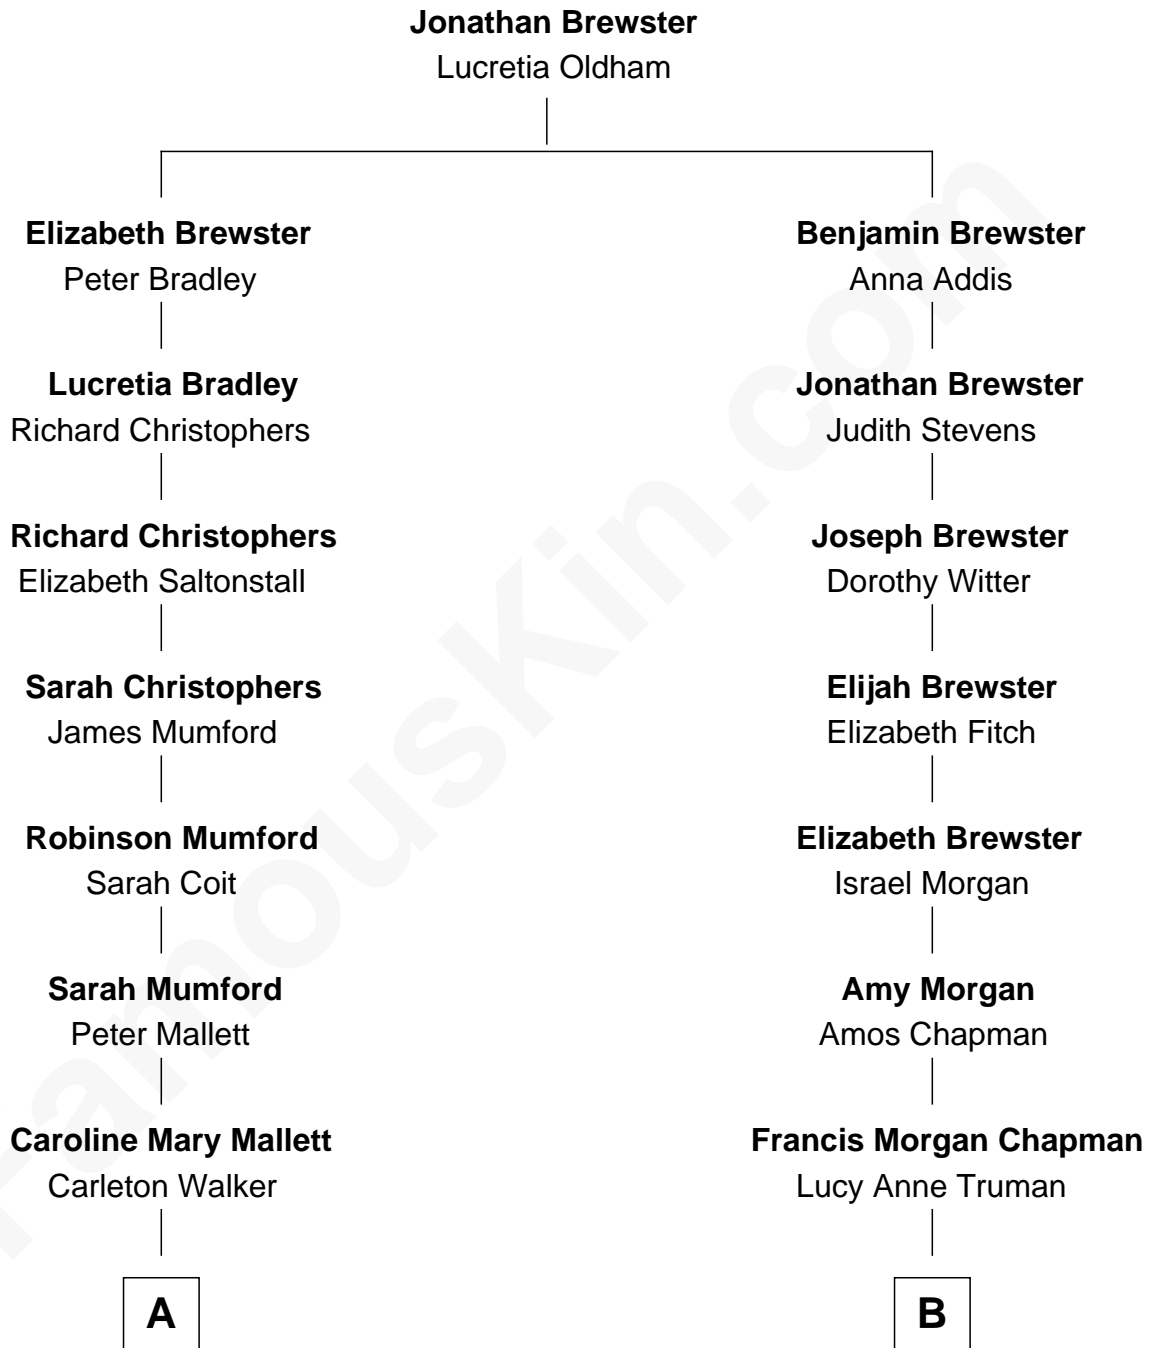 Jonathan Brewster
Lucretia Oldham
Elizabeth Brewster
Peter Bradley
Benjamin Brewster
Anna Addis
Lucretia Bradley
Richard Christophers
Jonathan Brewster
Judith Stevens
Richard Christophers
Elizabeth Saltonstall
Joseph Brewster
Dorothy Witter
Sarah Christophers
James Mumford
Elijah Brewster
Elizabeth Fitch
Robinson Mumford
Sarah Coit
Elizabeth Brewster
Israel Morgan
Sarah Mumford
Peter Mallett
Amy Morgan
Amos Chapman
Caroline Mary Mallett
Carleton Walker
Francis Morgan Chapman
Lucy Anne Truman
A
B
FamousKin.com